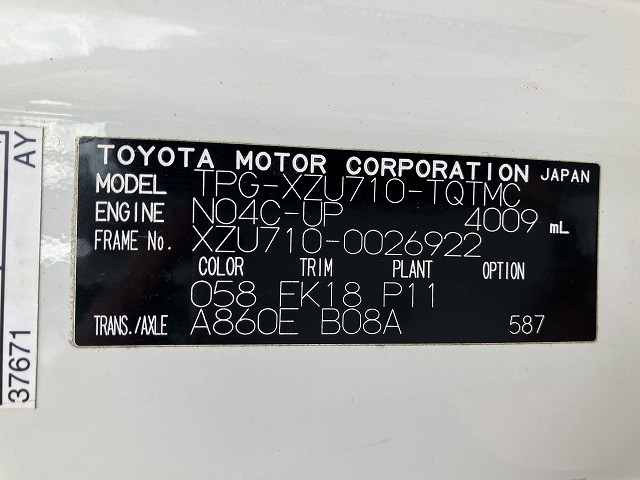 TOYOTA MOTOR CORPORATION JAPAN
MODEL TPG-XZU710-TQTMC
ENGINE N04C-UP 4009 mL
FRAME No. XZU710-0026922
COLOR TRIM PLANT OPTION
058 FK18 P11
TRANS./AXLE A860E B08A 587
37671 AY